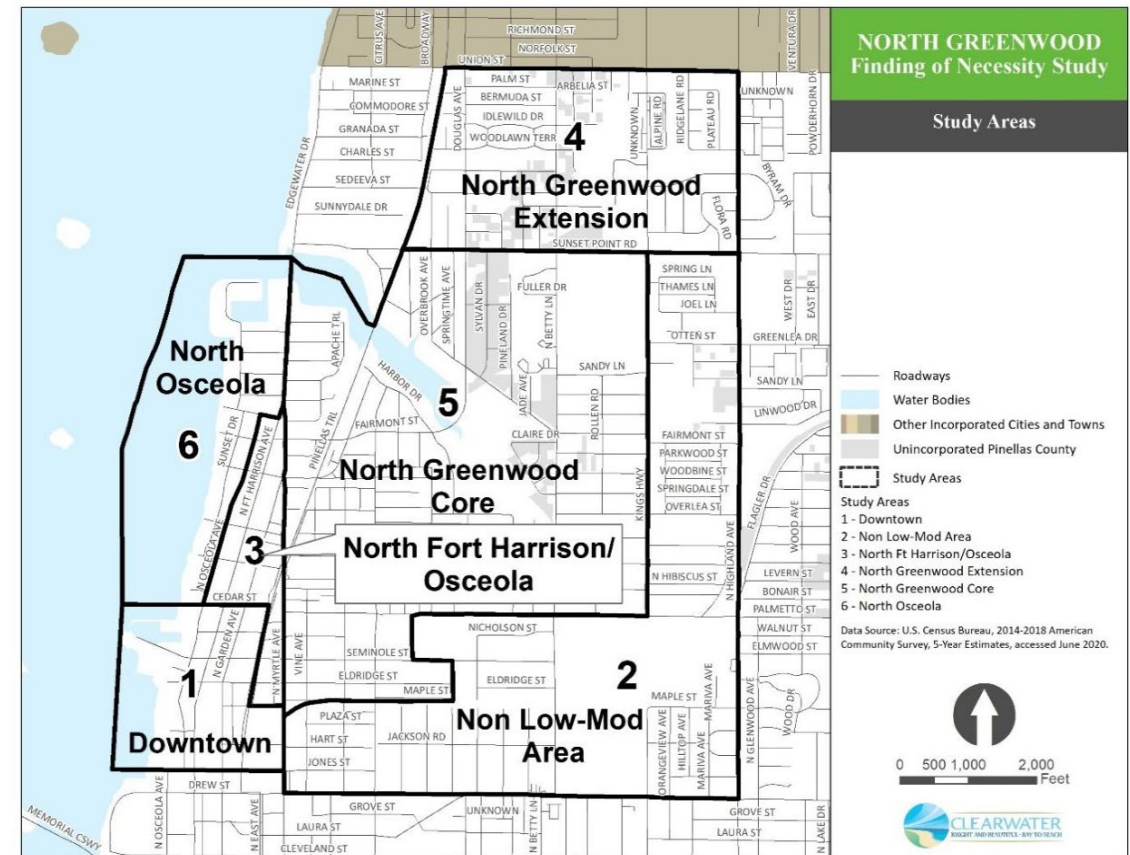 NORTH GREENWOOD
Finding of Necessity Study
Study Areas
RICHMOND ST
NORFOLK ST
UNION ST
CITRUS AVE
BROADWAY
VENTURA DR
MARINE ST
COMMODORE ST
GRANADA ST
CHARLES ST
SEDEEVA ST
SUNNYDALE DR
EDGEWATER DR
DOUGLAS AVE
PALM ST
ARBELIA ST
BERMUDA ST
IDLEWILD DR
WOODLAWN TERR
UNKNOWN
ALPINE RD
RIDGELANE RD
PLATEAU RD
UNKNOWN
POWDERHORN DR
BYRAM DR
4
North Greenwood
Extension
FLORA RD
SUNSET POINT RD
OVERBROOK AVE
SPRINGTIME AVE
SYLVAN DR
PINELAND DR
FULLER DR
N BETTY LN
SPRING LN
THAMES LN
JOEL LN
OTTEN ST
WEST DR
EAST DR
GREENLEA DR
North
Osceola
6
APACHE TRL
HARBOR DR
5
JADE AVE
SANDY LN
ROLLEN RD
SANDY LN
LINWOOD DR
SUNSET DR
N FT HARRISON AVE
PINELLAS TRL
FAIRMONT ST
CLAIRE DR
FAIRMONT ST
PARKWOOD ST
WOODBINE ST
SPRINGDALE ST
OVERLEA ST
KINGS HWY
FLAGLER DR
WOOD AVE
North Greenwood
Core
3
North Fort Harrison/
Osceola
N OSCEOLA AVE
CEDAR ST
N HIBISCUS ST
N HIGHLAND AVE
LEVERN ST
BONAIR ST
PALMETTO ST
WALNUT ST
ELMWOOD ST
N GARDEN AVE
N MYRTLE AVE
VINE AVE
NICHOLSON ST
SEMINOLE ST
ELDRIDGE ST
MAPLE ST
ELDRIDGE ST
2
MAPLE ST
MARIVA AVE
1
Downtown
PLAZA ST
HART ST
JONES ST
JACKSON RD
Non Low-Mod
Area
ORANGEVIEW AVE
HILLTOP AVE
MARIVA AVE
N GLENWOOD AVE
WOOD DR
DREW ST
MEMORIAL CSWY
N OSCEOLA AVE
N EAST AVE
GROVE ST
LAURA ST
CLEVELAND ST
UNKNOWN
N BETTY LN
GROVE ST
LAURA ST
N LAKE DR
Roadways
Water Bodies
Other Incorporated Cities and Towns
Unincorporated Pinellas County
Study Areas
Study Areas
1 - Downtown
2 - Non Low-Mod Area
3 - North Ft Harrison/Osceola
4 - North Greenwood Extension
5 - North Greenwood Core
6 - North Osceola
Data Source: U.S. Census Bureau, 2014-2018 American
Community Survey, 5-Year Estimates, accessed June 2020.
0 500 1,000 2,000
Feet
CLEARWATER
BRIGHT AND BEAUTIFUL - BAY TO BEACH